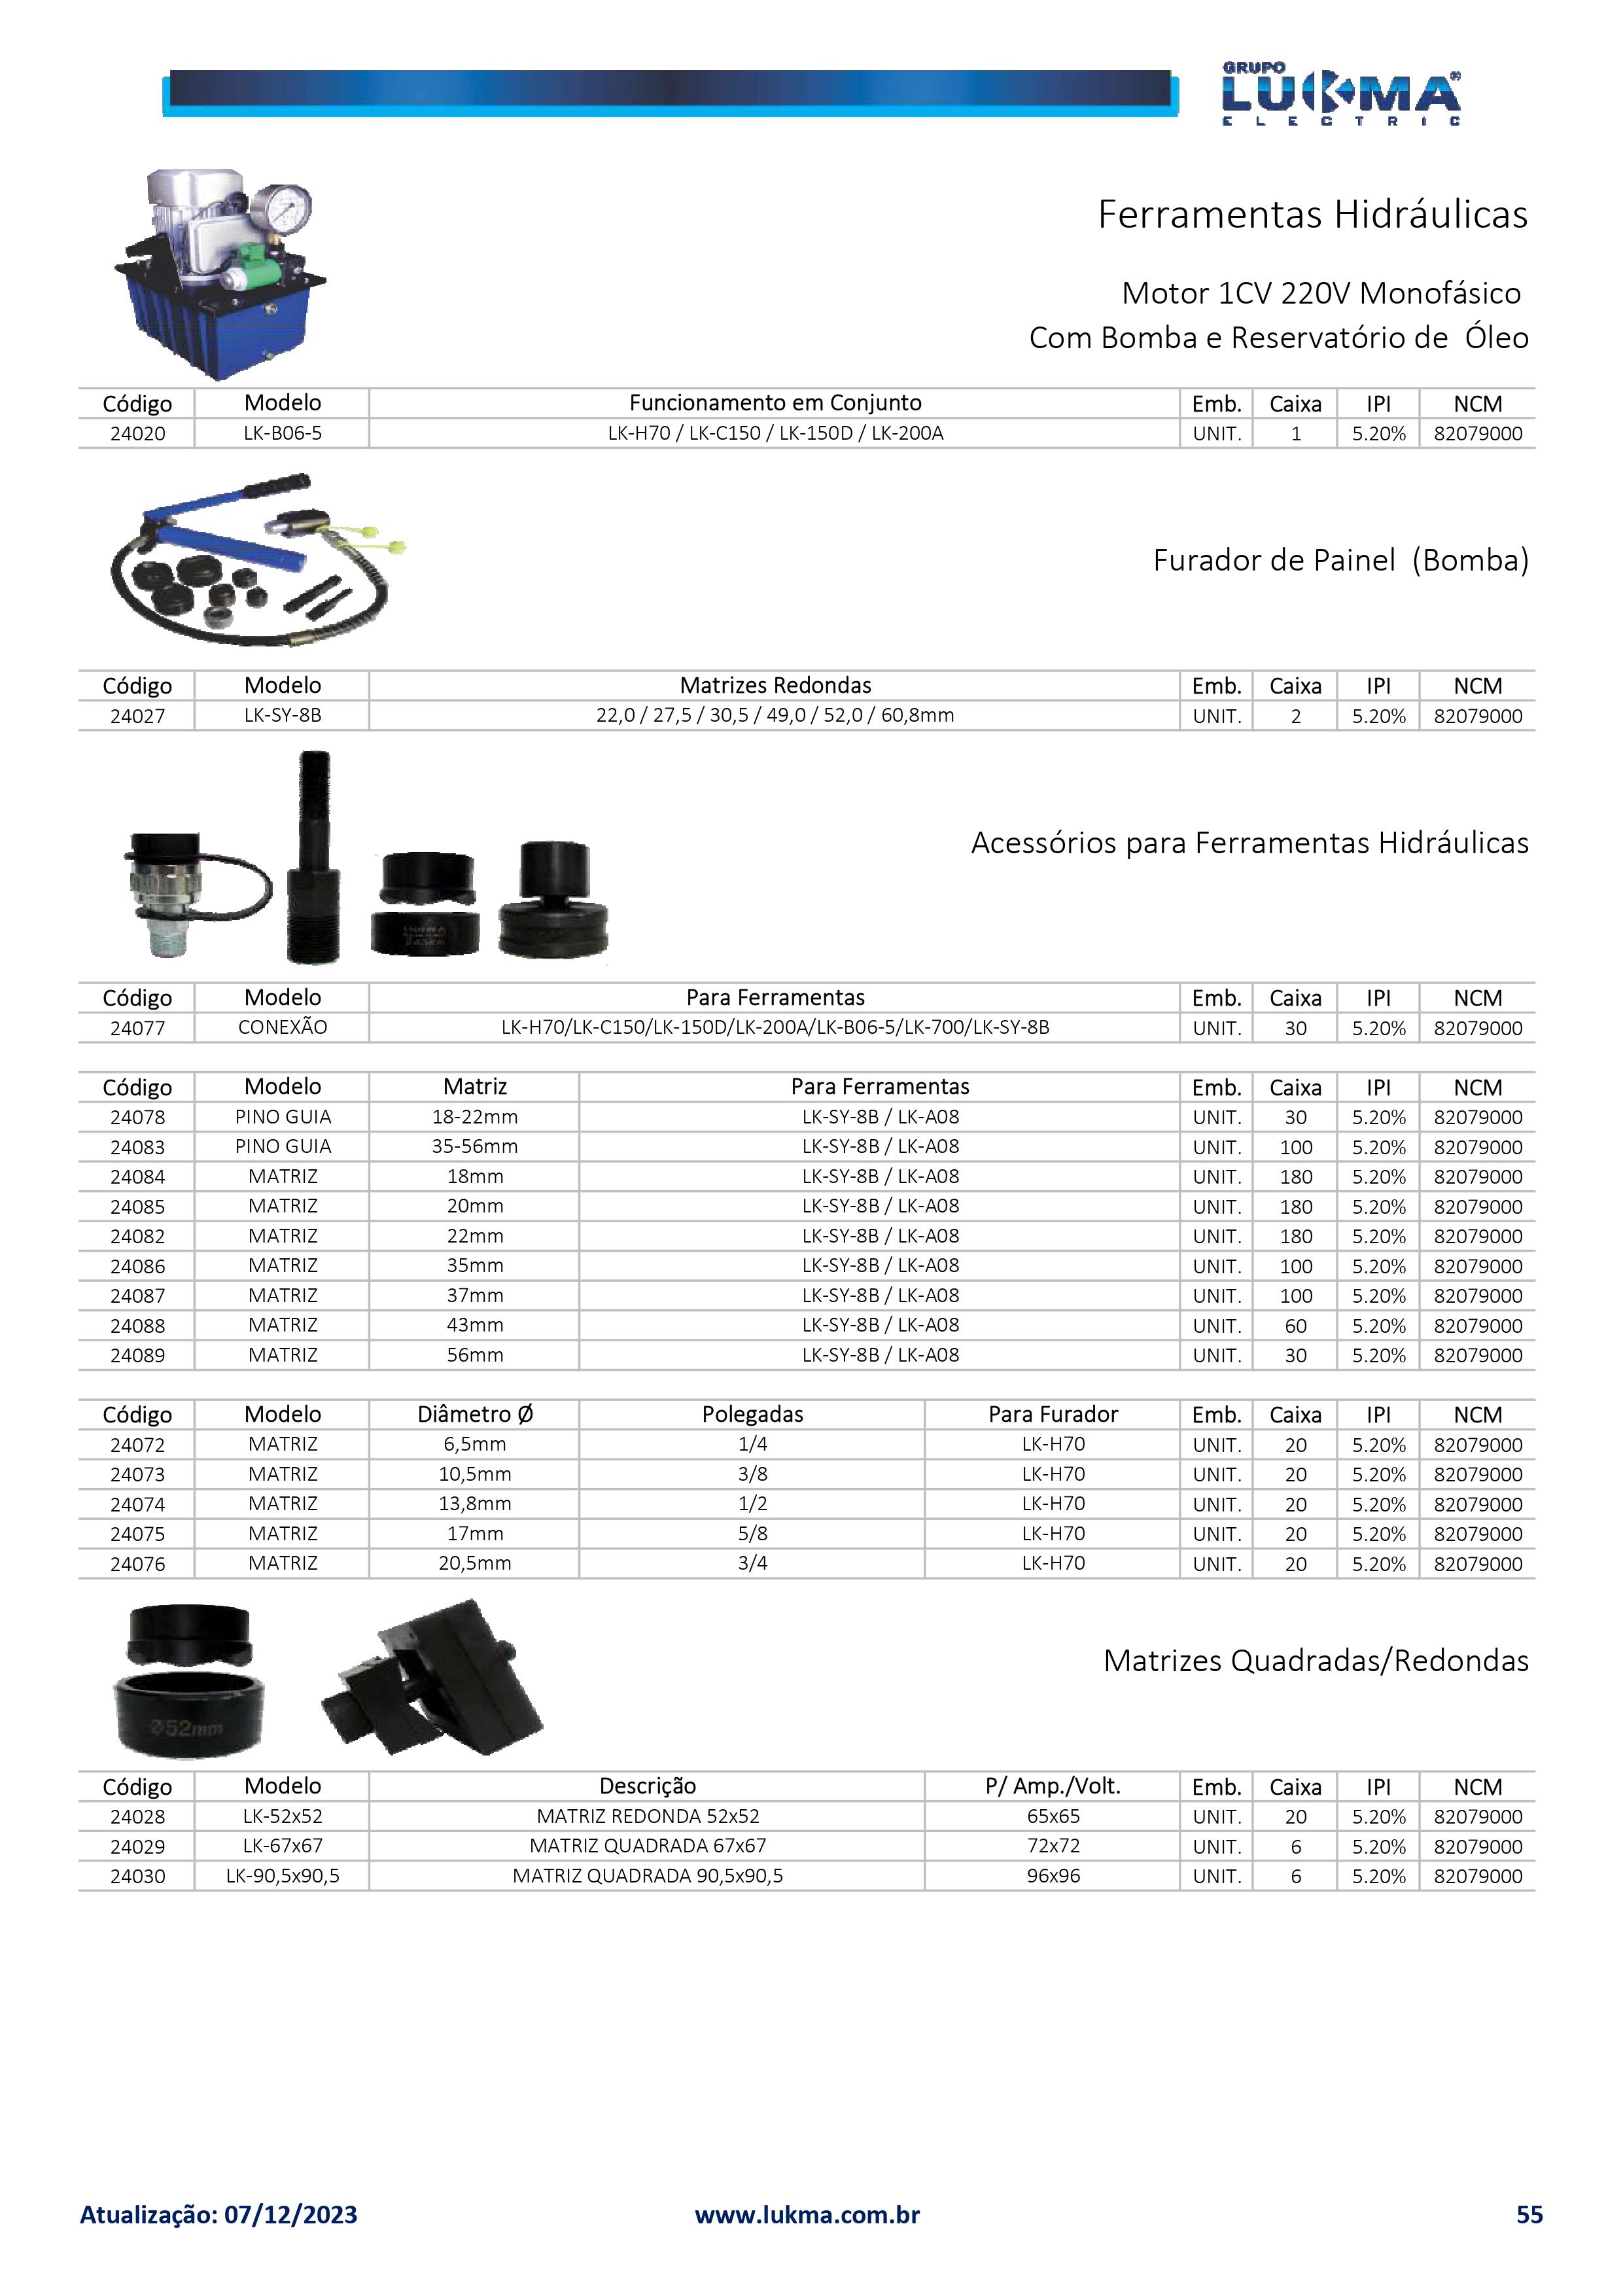 GRUPO
LUKMA®
ELECTRIC
Ferramentas Hidráulicas
Motor 1CV 220V Monofásico
Com Bomba e Reservatório de Óleo
Código Modelo Funcionamento em Conjunto Emb. Caixa IPI NCM
24020 LK-B06-5 LK-H70 / LK-C150 / LK-150D / LK-200A UNIT. 1 5.20% 82079000
Furador de Painel (Bomba)
Código Modelo Matrizes Redondas Emb. Caixa IPI NCM
24027 LK-SY-8B 22,0 / 27,5 / 30,5 / 49,0 / 52,0 / 60,8mm UNIT. 2 5.20% 82079000
Acessórios para Ferramentas Hidráulicas
Código Modelo Para Ferramentas Emb. Caixa IPI NCM
24077 CONEXÃO LK-H70/LK-C150/LK-150D/LK-200A/LK-B06-5/LK-700/LK-SY-8B UNIT. 30 5.20% 82079000
Código Modelo Matriz Para Ferramentas Emb. Caixa IPI NCM
24078 PINO GUIA 18-22mm LK-SY-8B / LK-A08 UNIT. 30 5.20% 82079000
24083 PINO GUIA 35-56mm LK-SY-8B / LK-A08 UNIT. 100 5.20% 82079000
24084 MATRIZ 18mm LK-SY-8B / LK-A08 UNIT. 180 5.20% 82079000
24085 MATRIZ 20mm LK-SY-8B / LK-A08 UNIT. 180 5.20% 82079000
24082 MATRIZ 22mm LK-SY-8B / LK-A08 UNIT. 180 5.20% 82079000
24086 MATRIZ 35mm LK-SY-8B / LK-A08 UNIT. 100 5.20% 82079000
24087 MATRIZ 37mm LK-SY-8B / LK-A08 UNIT. 100 5.20% 82079000
24088 MATRIZ 43mm LK-SY-8B / LK-A08 UNIT. 60 5.20% 82079000
24089 MATRIZ 56mm LK-SY-8B / LK-A08 UNIT. 30 5.20% 82079000
Código Modelo Diâmetro Ø Polegadas Para Furador Emb. Caixa IPI NCM
24072 MATRIZ 6,5mm 1/4 LK-H70 UNIT. 20 5.20% 82079000
24073 MATRIZ 10,5mm 3/8 LK-H70 UNIT. 20 5.20% 82079000
24074 MATRIZ 13,8mm 1/2 LK-H70 UNIT. 20 5.20% 82079000
24075 MATRIZ 17mm 5/8 LK-H70 UNIT. 20 5.20% 82079000
24076 MATRIZ 20,5mm 3/4 LK-H70 UNIT. 20 5.20% 82079000
Ø52mm
Matrizes Quadradas/Redondas
Código Modelo Descrição P/ Amp./Volt. Emb. Caixa IPI NCM
24028 LK-52x52 MATRIZ REDONDA 52x52 65x65 UNIT. 20 5.20% 82079000
24029 LK-67x67 MATRIZ QUADRADA 67x67 72x72 UNIT. 6 5.20% 82079000
24030 LK-90,5x90,5 MATRIZ QUADRADA 90,5x90,5 96x96 UNIT. 6 5.20% 82079000
Atualização: 07/12/2023 www.lukma.com.br 55